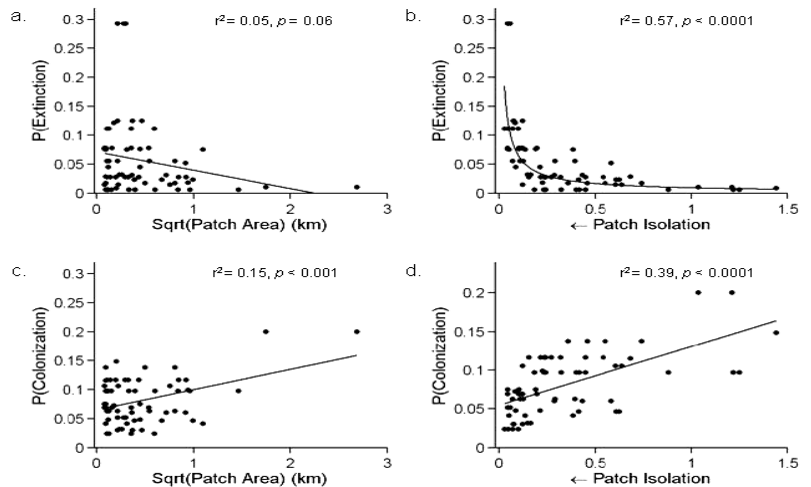 a.
r² = 0.05, p = 0.06
P(Extinction)
0.3
0.25
0.2
0.15
0.1
0.05
0
0 1 2 3
Sqrt(Patch Area) (km)
b.
r² = 0.57, p < 0.0001
P(Extinction)
0.3
0.25
0.2
0.15
0.1
0.05
0
0 0.5 1.0 1.5
← Patch Isolation
c.
r² = 0.15, p < 0.001
P(Colonization)
0.3
0.25
0.2
0.15
0.1
0.05
0
0 1 2 3
Sqrt(Patch Area) (km)
d.
r² = 0.39, p < 0.0001
P(Colonization)
0.2
0.15
0.1
0.05
0
0 0.5 1.0 1.5
← Patch Isolation